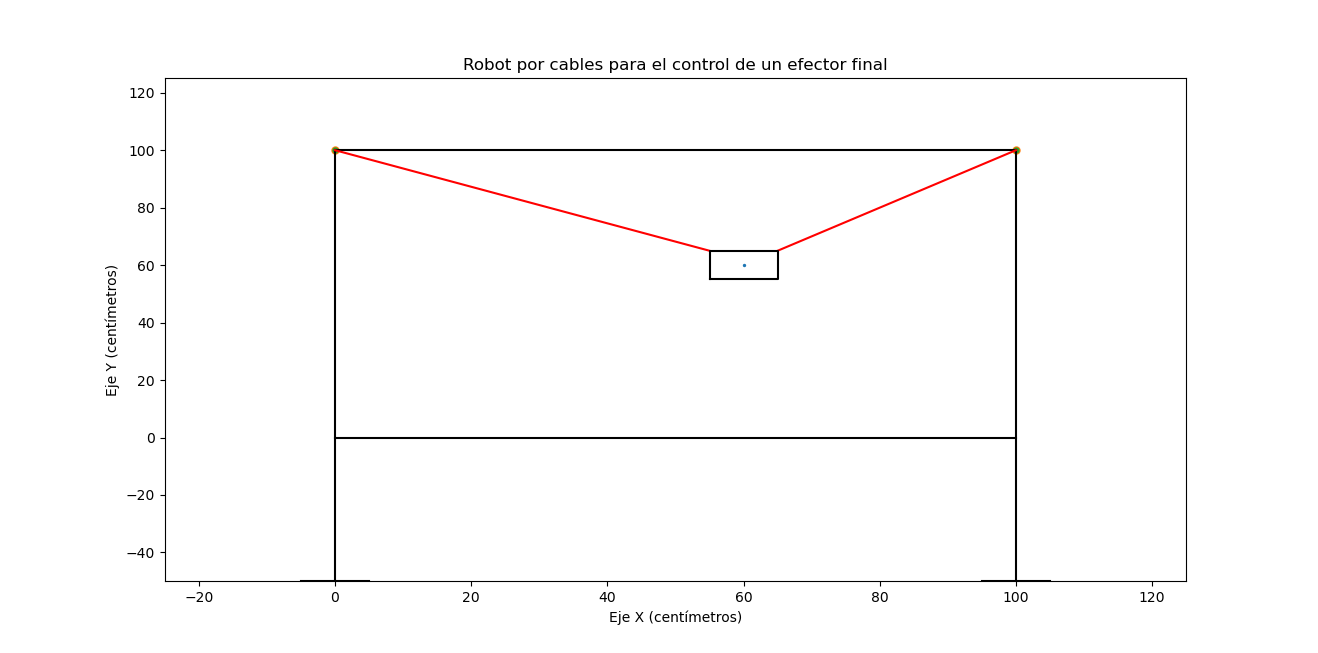 Robot por cables para el control de un efector final
120
100
80
60
40
20
0
−20
−40
Eje Y (centímetros)
−20 0 20 40 60 80 100 120
Eje X (centímetros)